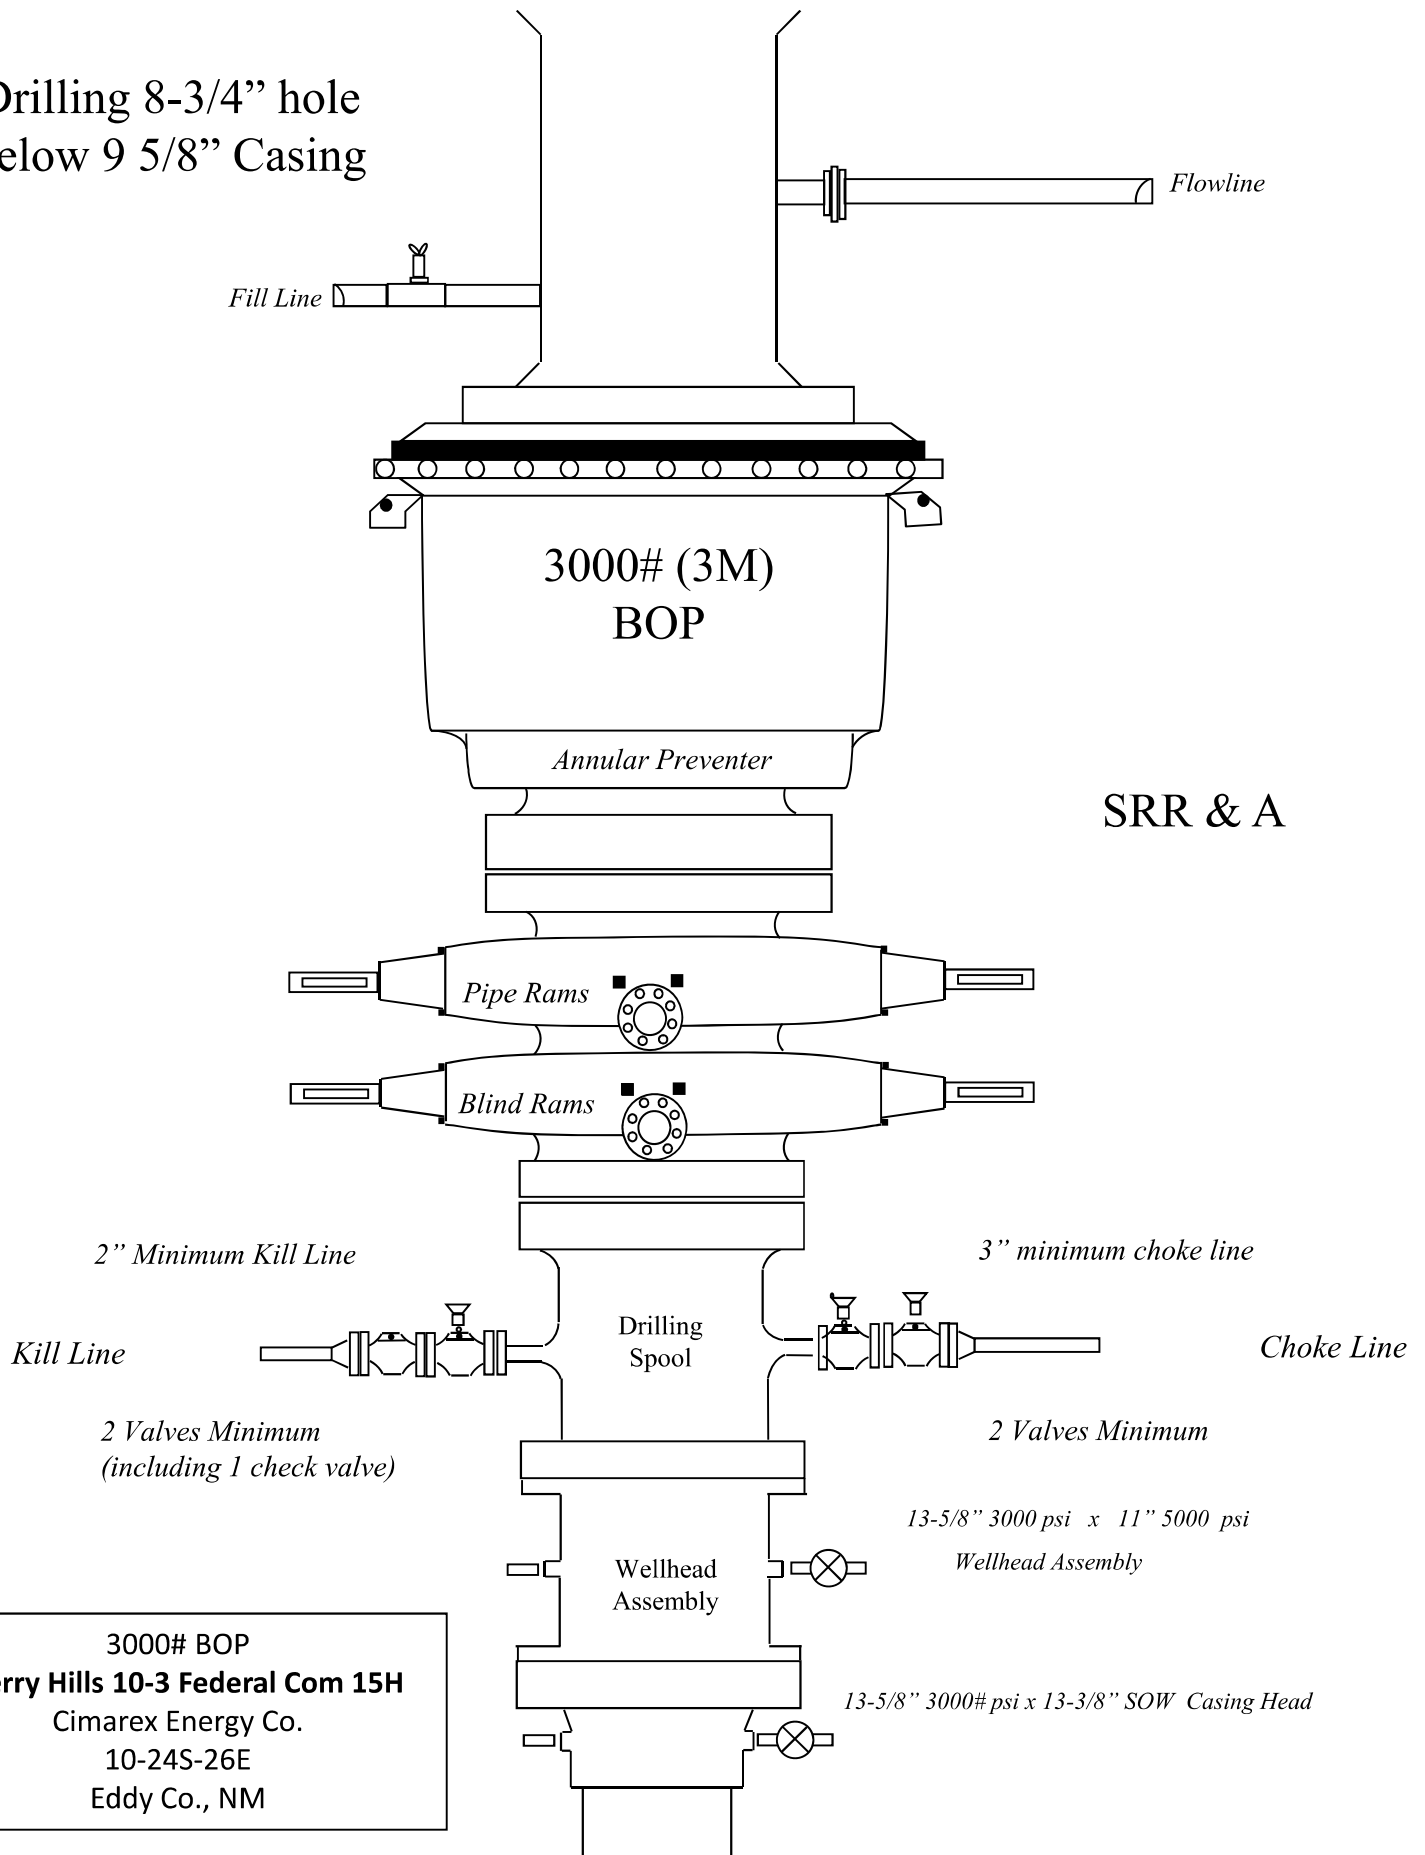 Drilling 8-3/4” hole
elow 9 5/8” Casing
Flowline
Fill Line
3000# (3M)
BOP
Annular Preventer
SRR & A
Pipe Rams
Blind Rams
2” Minimum Kill Line
3” minimum choke line
Drilling
Spool
Kill Line
Choke Line
2 Valves Minimum
(including 1 check valve)
2 Valves Minimum
13-5/8” 3000 psi x 11” 5000 psi
Wellhead Assembly
Wellhead
Assembly
3000# BOP
erry Hills 10-3 Federal Com 15H
Cimarex Energy Co.
10-24S-26E
Eddy Co., NM
13-5/8” 3000# psi x 13-3/8” SOW Casing Head